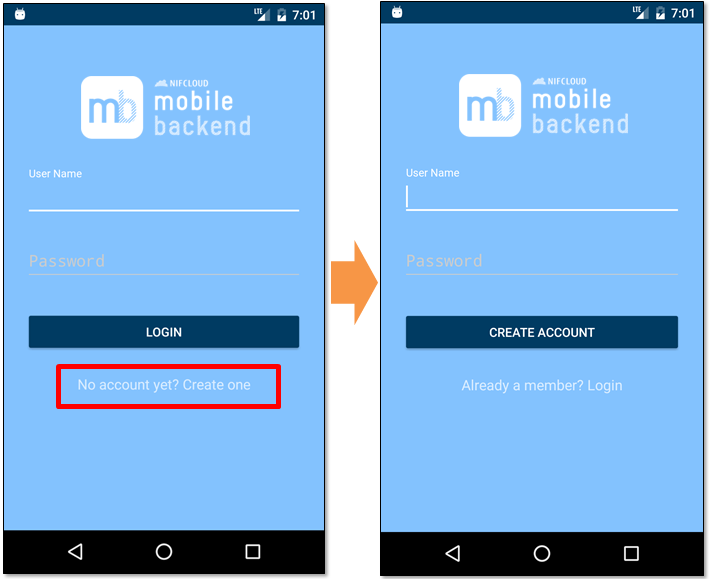 LTE 7:01
mb
NIFCLOUD
mobile
backend
User Name
Password
LOGIN
No account yet? Create one
LTE 7:01
mb
NIFCLOUD
mobile
backend
User Name
Password
CREATE ACCOUNT
Already a member? Login